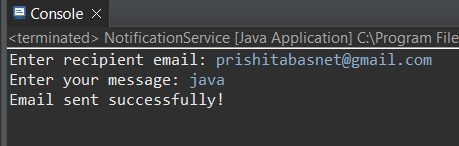 Console
<terminated> NotificationService [Java Application] C:\Program File
Enter recipient email: prishitabasnet@gmail.com
Enter your message: java
Email sent successfully!